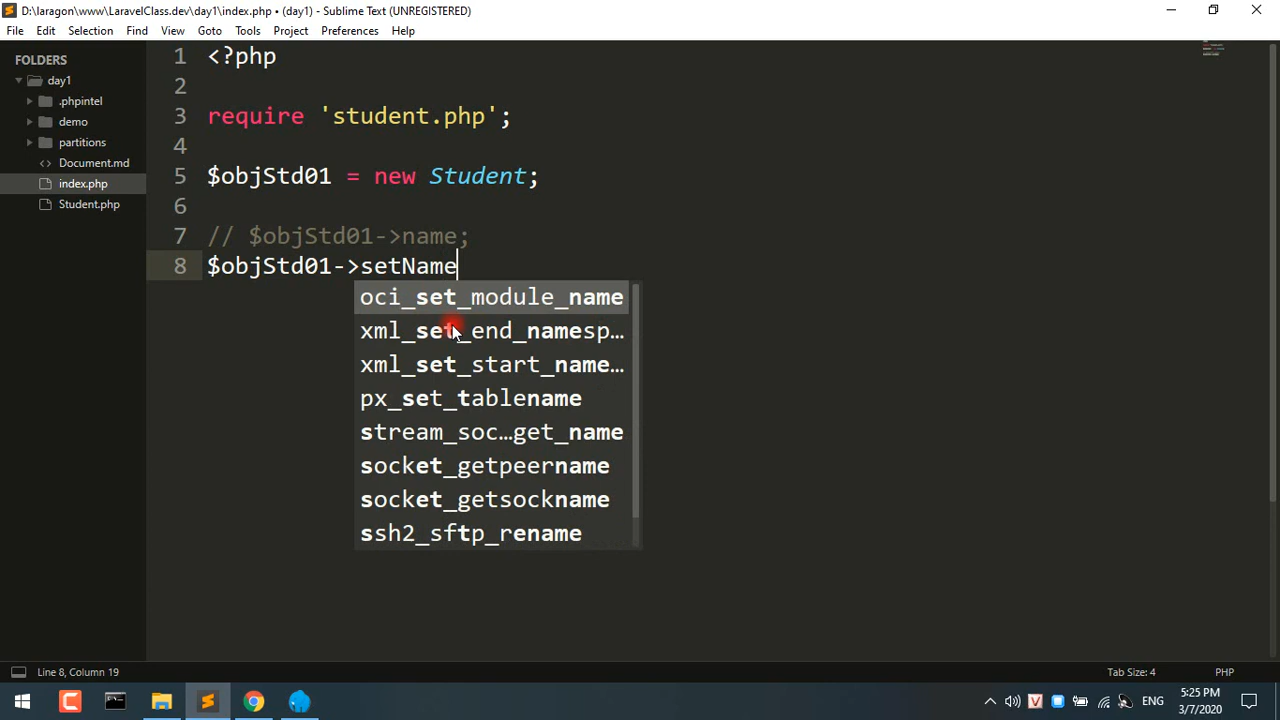 D:\laragon\www\LaravelClass.dev\day1\index.php • (day1) - Sublime Text (UNREGISTERED)
File Edit Selection Find View Goto Tools Project Preferences Help
FOLDERS
day1
.phpintel
demo
partitions
<> Document.md
index.php
Student.php
1 <?php
2
3 require 'student.php';
4
5 $objStd01 = new Student;
6
7 // $objStd01->name;
8 $objStd01->setName
oci_set_module_name
xml_set_end_namesp…
xml_set_start_name…
px_set_tablename
stream_soc…get_name
socket_getpeername
socket_getsockname
ssh2_sftp_rename
Line 8, Column 19
Tab Size: 4
PHP
ENG
5:25 PM
3/7/2020